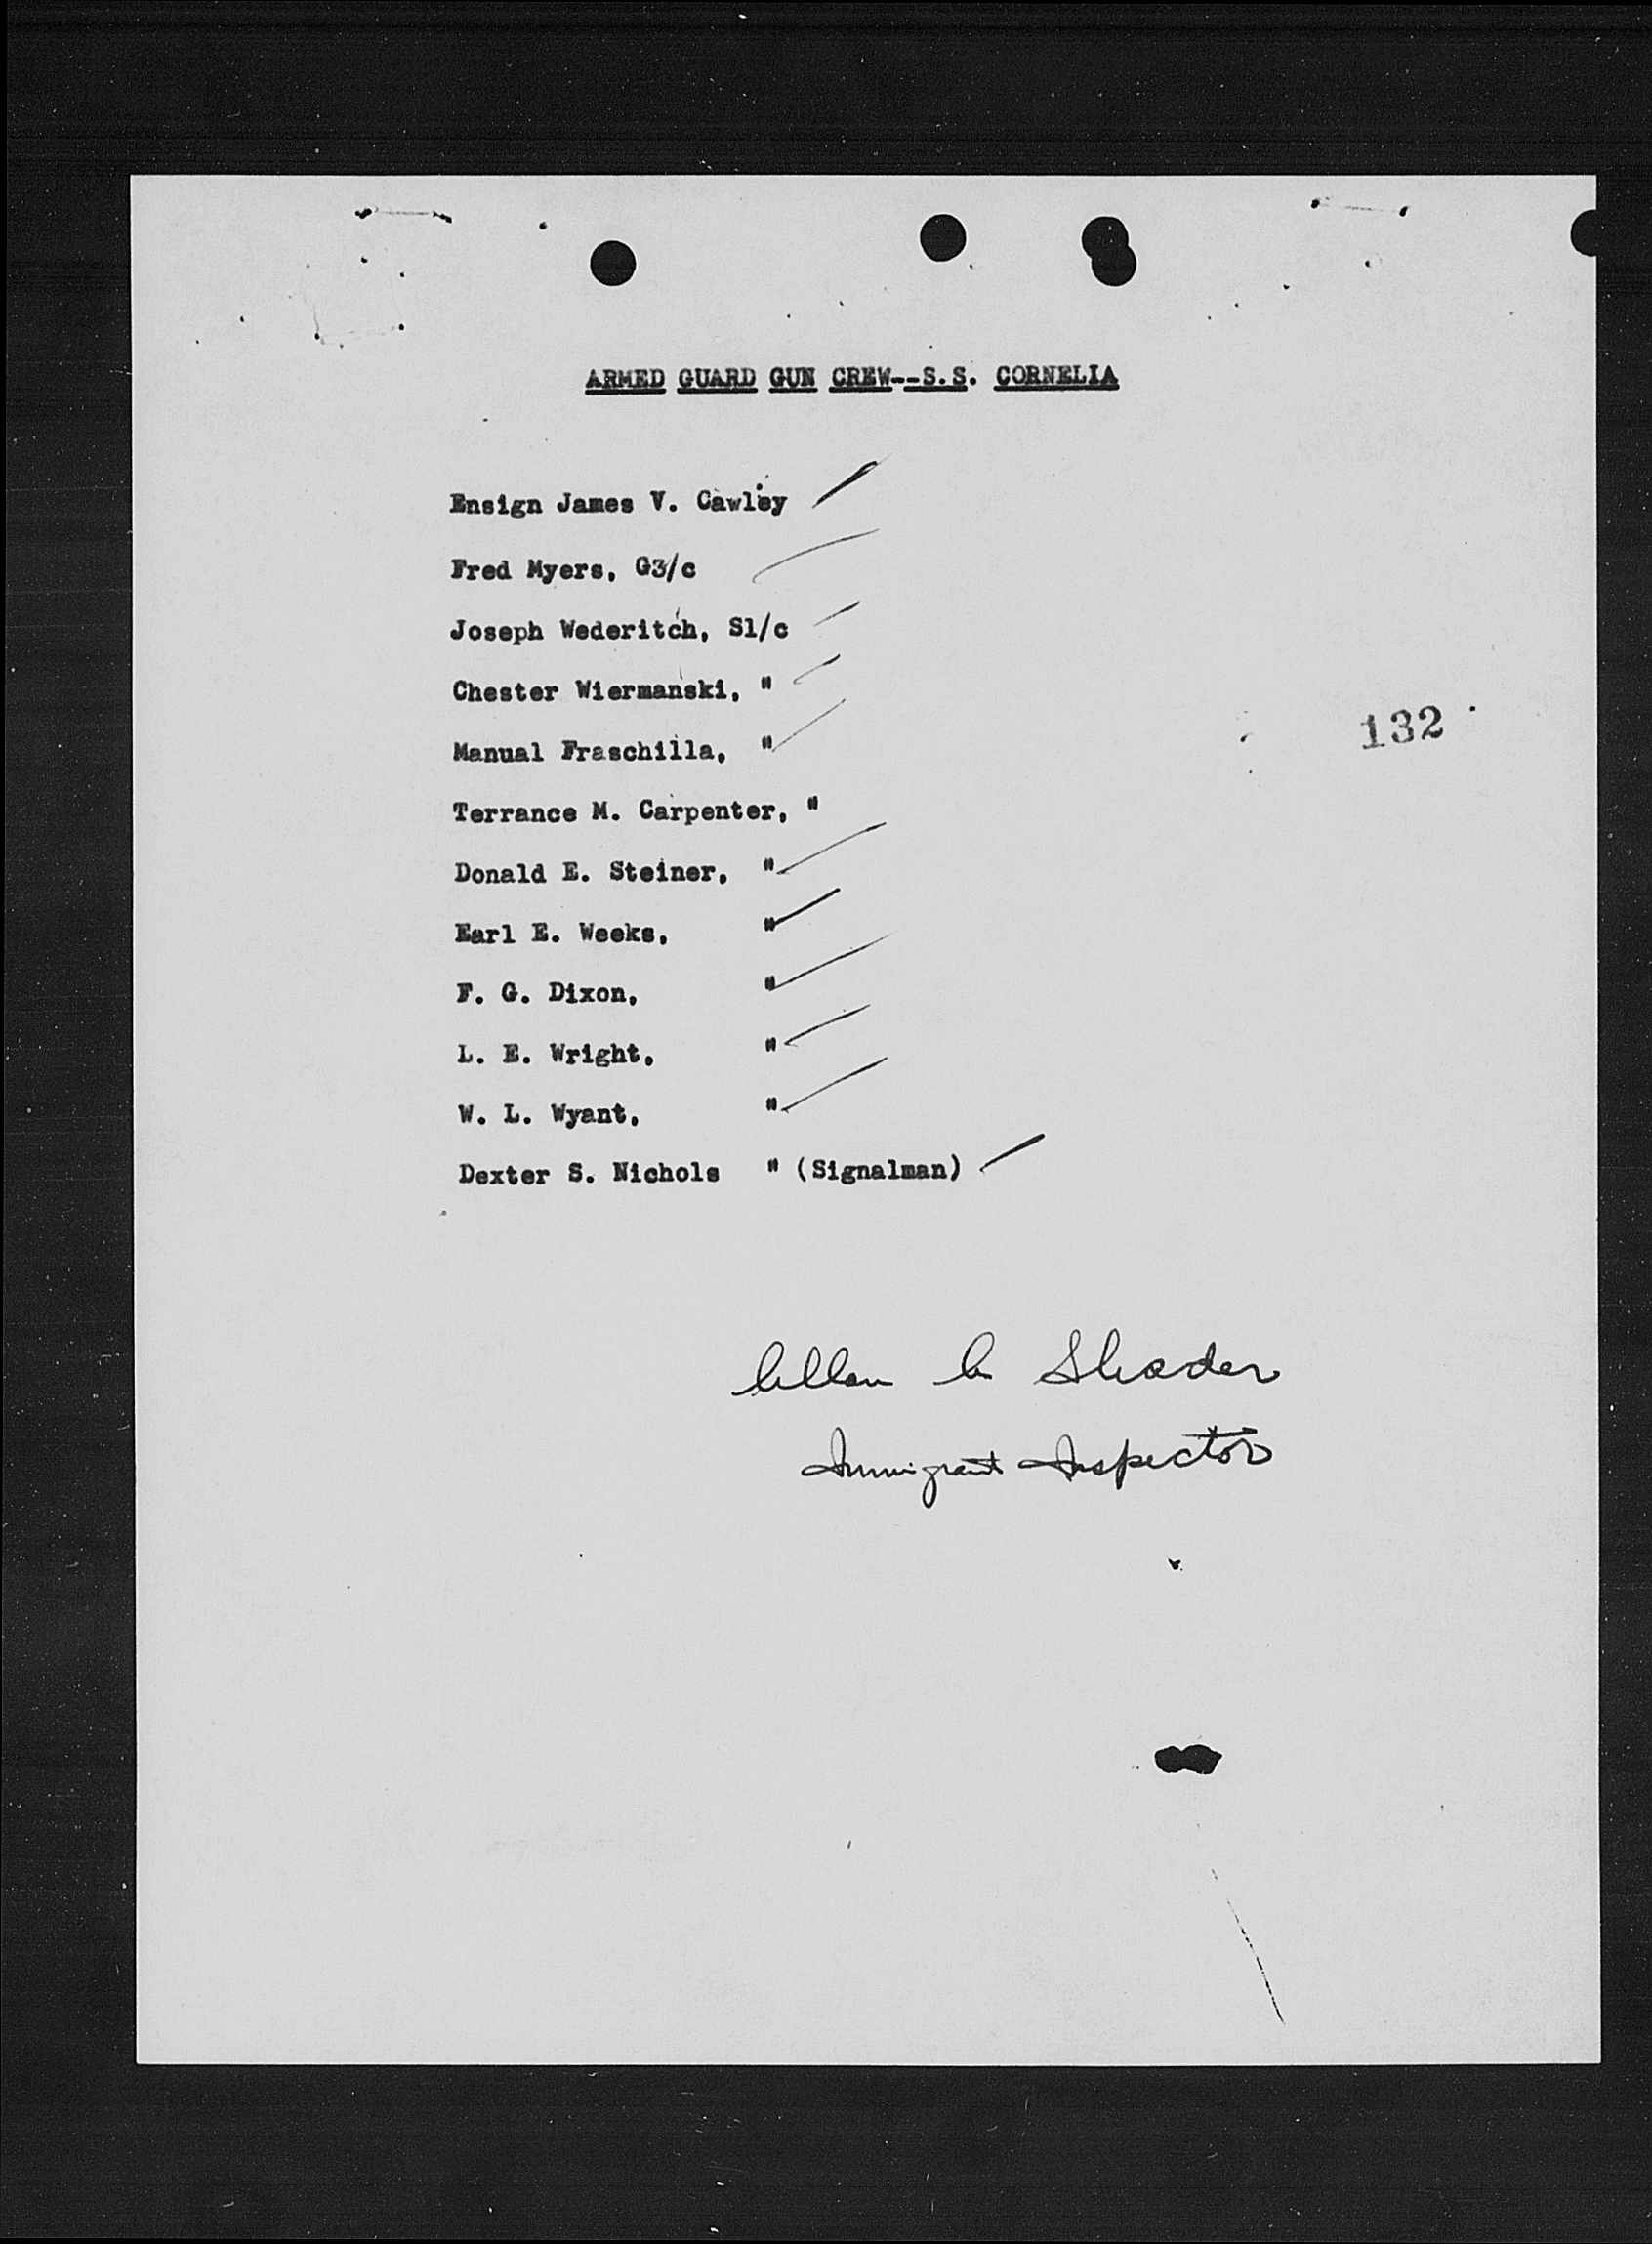 ARMED GUARD GUN CREW--S.S. CORNELIA
Ensign James V. Cawley
Fred Myers, G3/c
Joseph Wederitch, S1/c
Chester Wiermanski, "
Manual Fraschilla, "
132
Terrance M. Carpenter, "
Donald E. Steiner, "
Earl E. Weeks, "
F. G. Dixon, "
L. E. Wright, "
W. L. Wyant, "
Dexter S. Nichols " (Signalman)
Allan
Immigrant Inspector